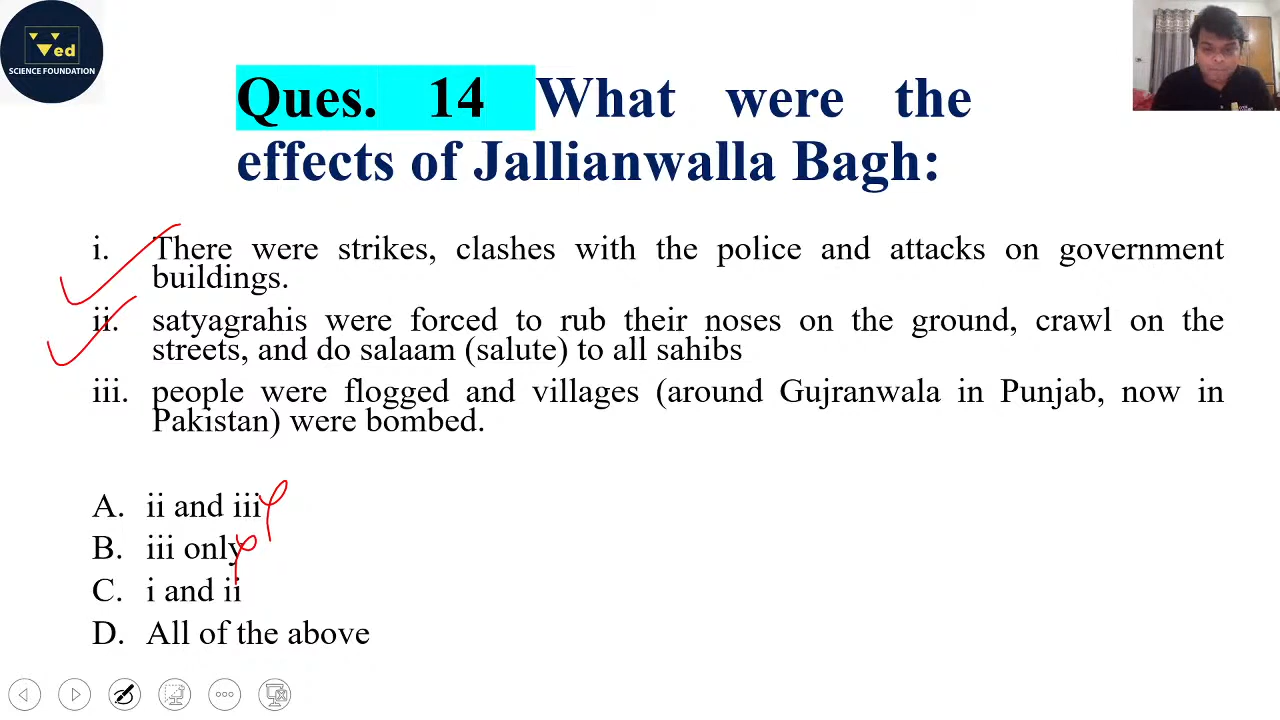 Ved
SCIENCE FOUNDATION
Ques. 14 What were the
effects of Jallianwalla Bagh:
i. There were strikes, clashes with the police and attacks on government
buildings.
ii. satyagrahis were forced to rub their noses on the ground, crawl on the
streets, and do salaam (salute) to all sahibs
iii. people were flogged and villages (around Gujranwala in Punjab, now in
Pakistan) were bombed.
A. ii and iii
B. iii only
C. i and ii
D. All of the above